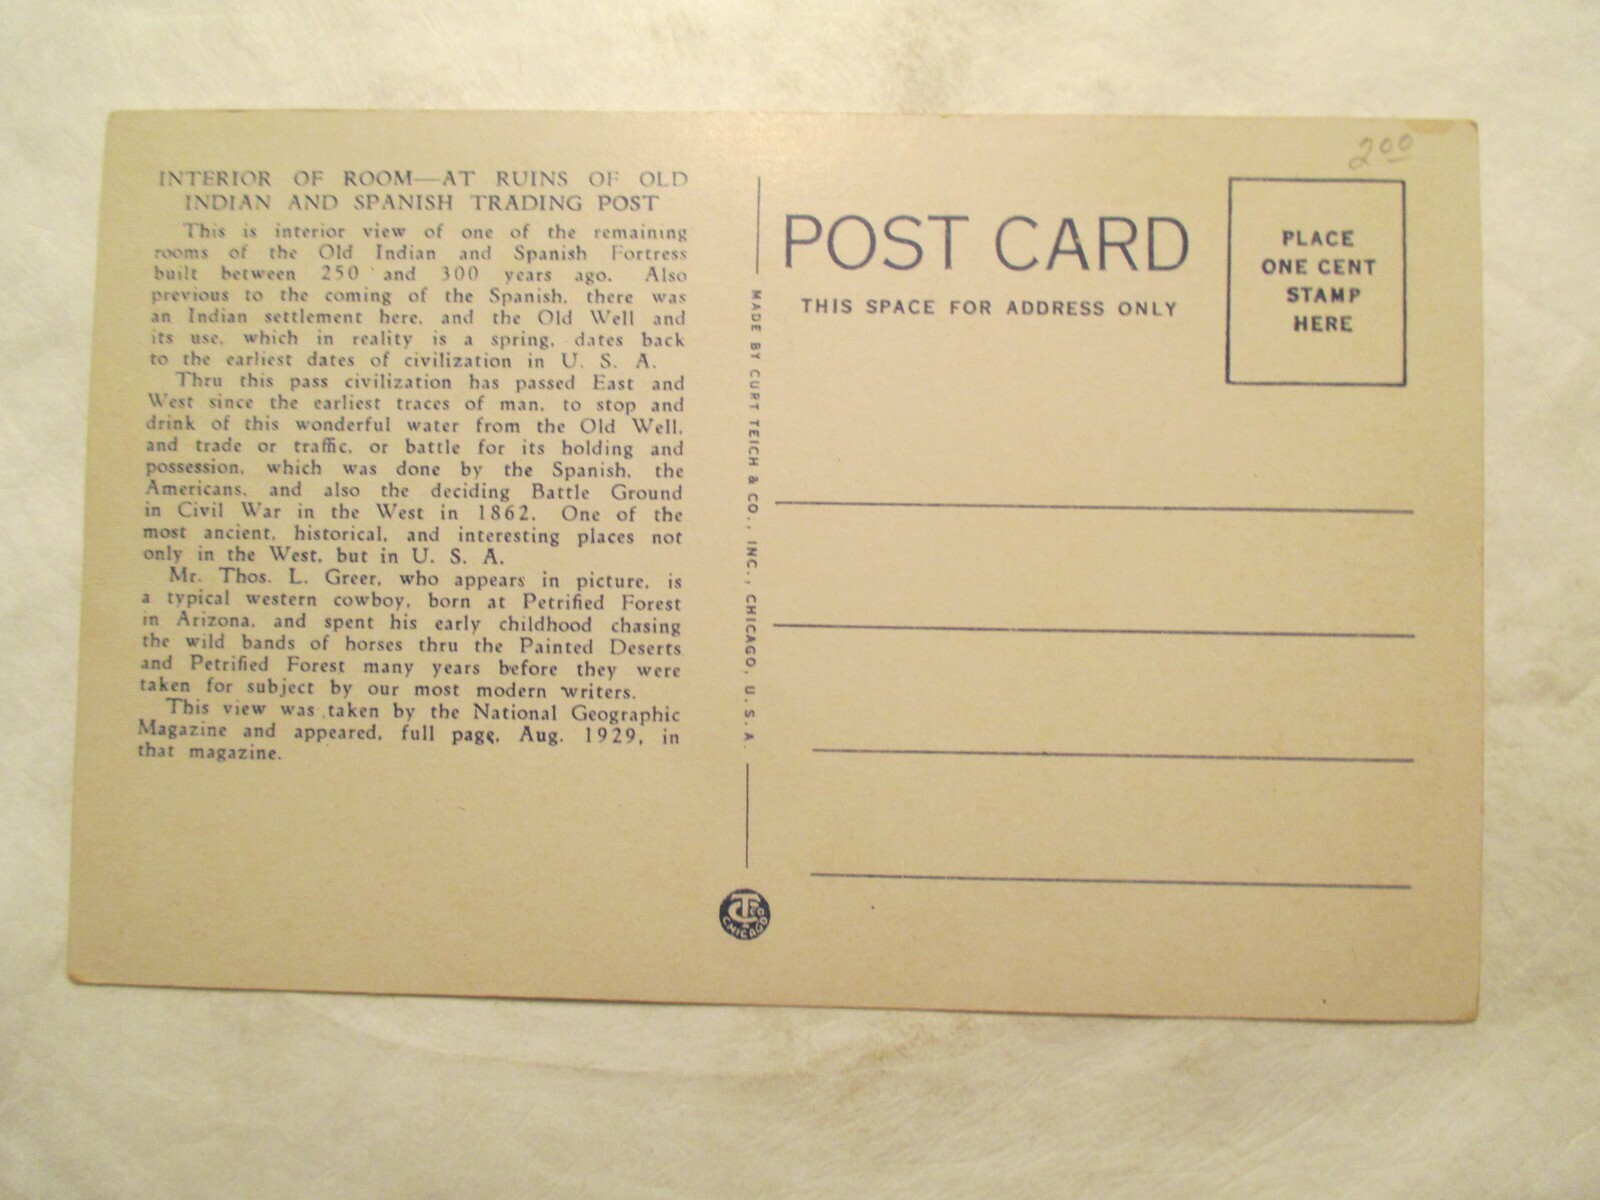 INTERIOR OF ROOM—AT RUINS OF OLD
INDIAN AND SPANISH TRADING POST
This is interior view of one of the remaining
rooms of the Old Indian and Spanish Fortress
built between 250 and 300 years ago. Also
previous to the coming of the Spanish, there was
an Indian settlement here, and the Old Well and
its use, which in reality is a spring, dates back
to the earliest dates of civilization in U. S. A.
Thru this pass civilization has passed East and
West since the earliest traces of man, to stop and
drink of this wonderful water from the Old Well,
and trade or traffic, or battle for its holding and
possession, which was done by the Spanish, the
Americans, and also the deciding Battle Ground
in Civil War in the West in 1862. One of the
most ancient, historical, and interesting places not
only in the West, but in U. S. A.
Mr. Thos. L. Greer, who appears in picture, is
a typical western cowboy, born at Petrified Forest
in Arizona, and spent his early childhood chasing
the wild bands of horses thru the Painted Deserts
and Petrified Forest many years before they were
taken for subject by our most modern writers.
This view was taken by the National Geographic
Magazine and appeared, full page, Aug. 1929, in
that magazine.
MADE BY CURT TEICH & CO., INC., CHICAGO, U.S.A.
CT & CO
CHICAGO
POST CARD
THIS SPACE FOR ADDRESS ONLY
2 00
PLACE
ONE CENT
STAMP
HERE